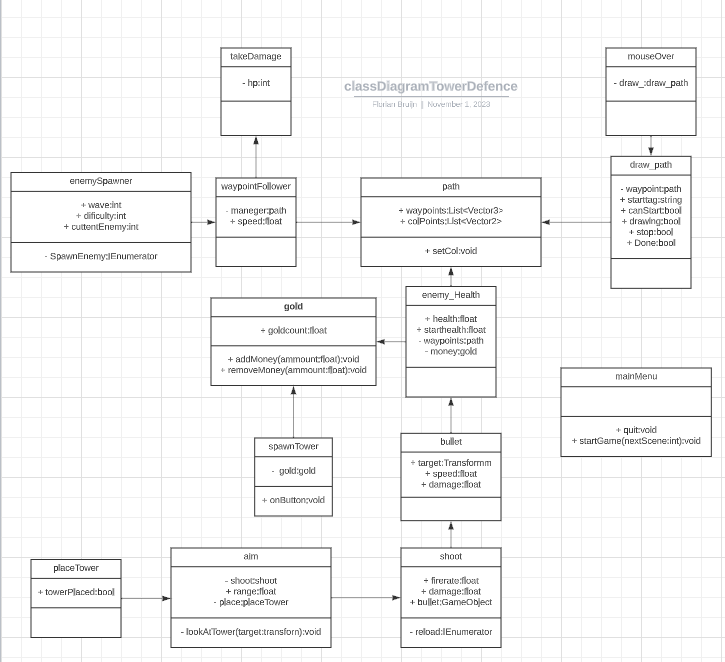 takeDamage
- hp:int
classDiagramTowerDefence
Florian Bruijn | November 1, 2023
mouseOver
- draw_:draw_path
enemySpawner
+ wave:int
+ dificulty:int
+ cuttentEnemy:int
- SpawnEnemy:IEnumerator
waypointFollower
- maneger:path
+ speed:float
path
+ waypoints:List<Vector3>
+ colPoints:List<Vector2>
+ setCol:void
draw_path
- waypoint:path
+ starttag:string
+ canStart:bool
+ drawing:bool
+ stop:bool
+ Done:bool
gold
+ goldcount:float
+ addMoney(ammount:float):void
+ removeMoney(ammount:float):void
enemy_Health
+ health:float
+ starthealth:float
- waypoints:path
- money:gold
mainMenu
+ quit:void
+ startGame(nextScene:int):void
spawnTower
- gold:gold
+ onButton:void
bullet
+ target:Transformm
+ speed:float
+ damage:float
placeTower
+ towerPlaced:bool
aim
- shoot:shoot
+ range:float
- place:placeTower
- lookAtTower(target:transforn):void
shoot
+ firerate:float
+ damage:float
+ bullet:GameObject
- reload:IEnumerator